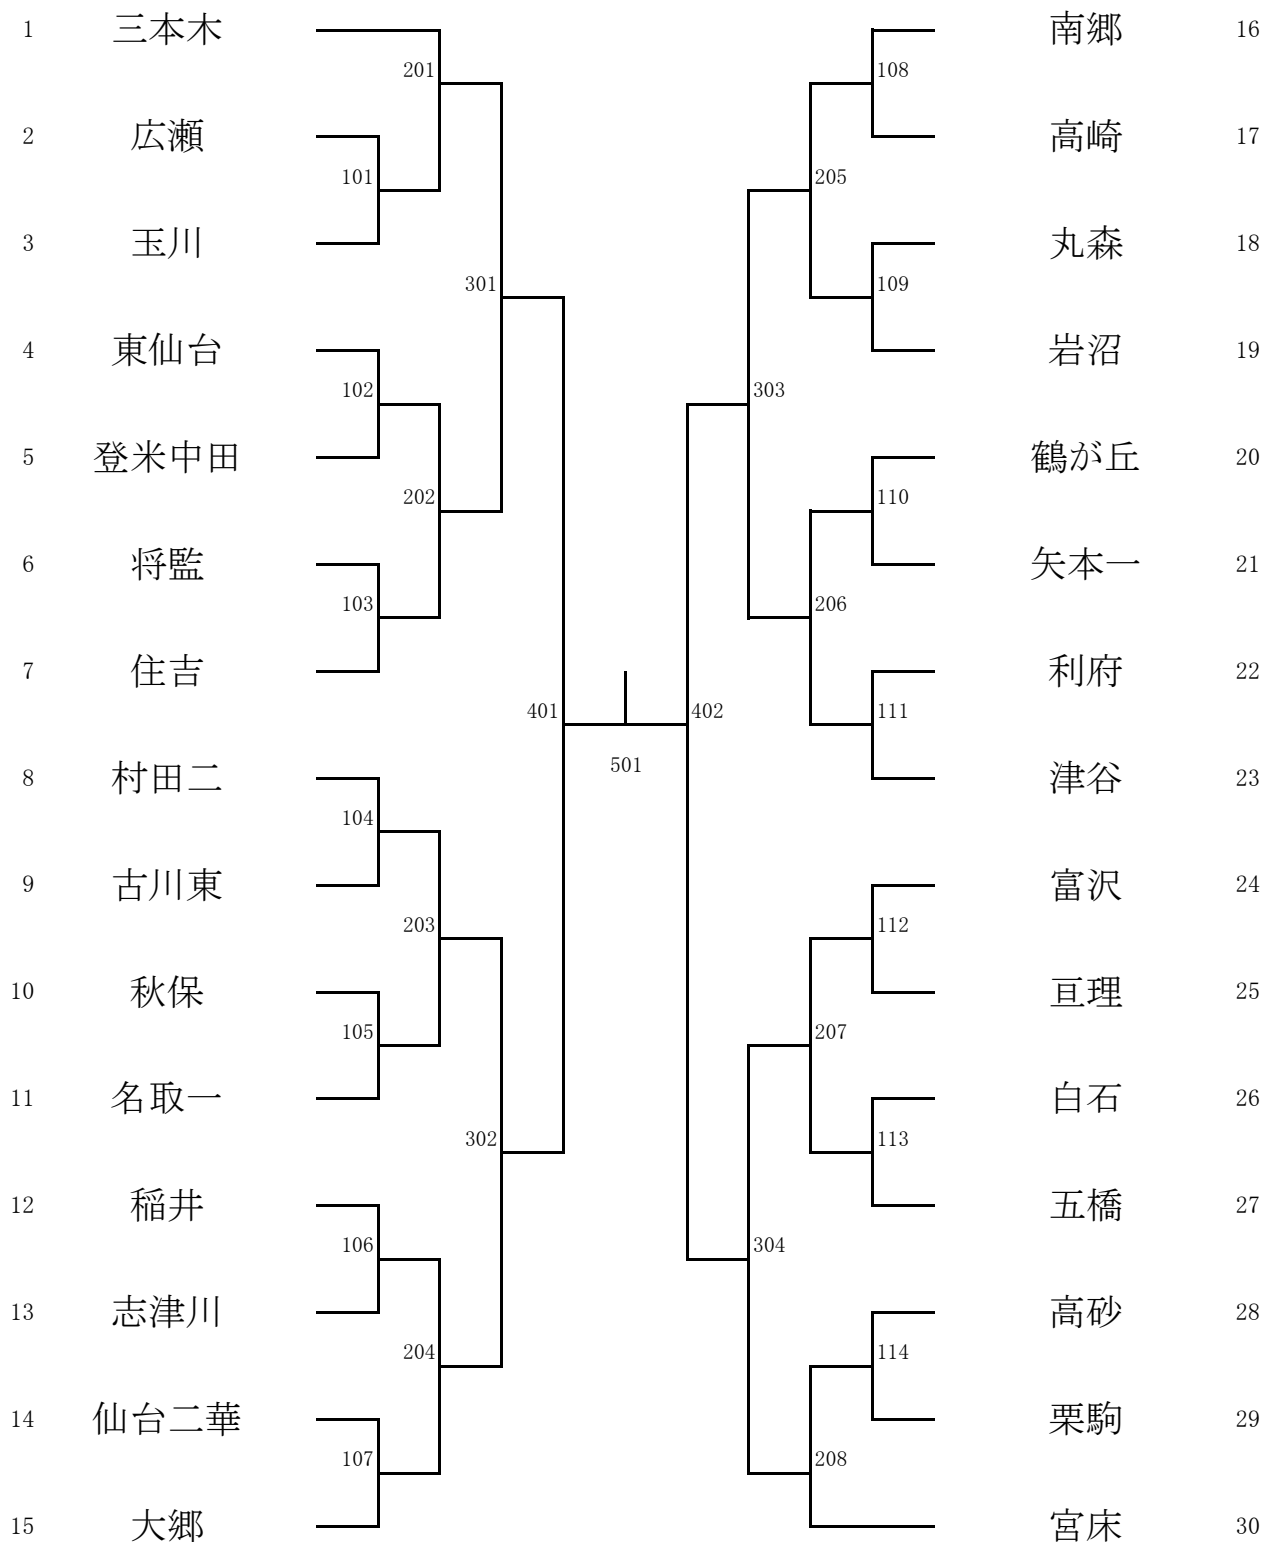 1 三本木 南郷 16
201 108
2 広瀬 高崎 17
101 205
3 玉川 丸森 18
301 109
4 東仙台 岩沼 19
102 303
5 登米中田 鶴が丘 20
202 110
6 将監 矢本一 21
103 206
7 住吉 利府 22
401 402 111
501
8 村田二 津谷 23
104
9 古川東 富沢 24
203 112
10 秋保 亘理 25
105 207
11 名取一 白石 26
302 113
12 稲井 五橋 27
106 304
13 志津川 高砂 28
204 114
14 仙台二華 栗駒 29
107 208
15 大郷 宮床 30